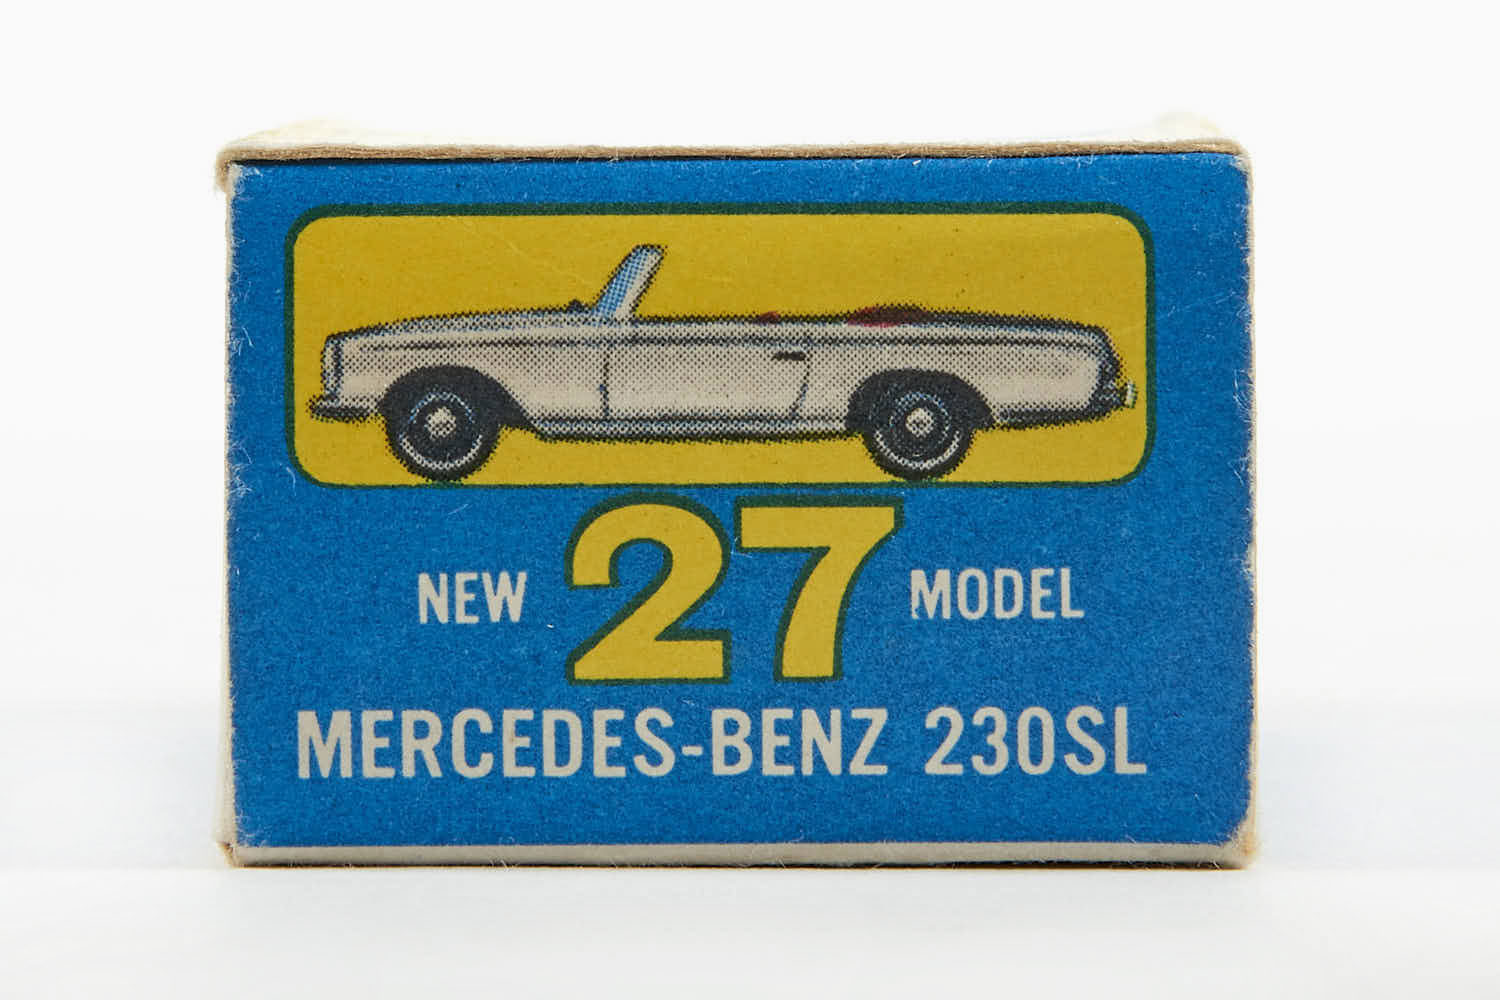 NEW 27 MODEL
MERCEDES-BENZ 230SL